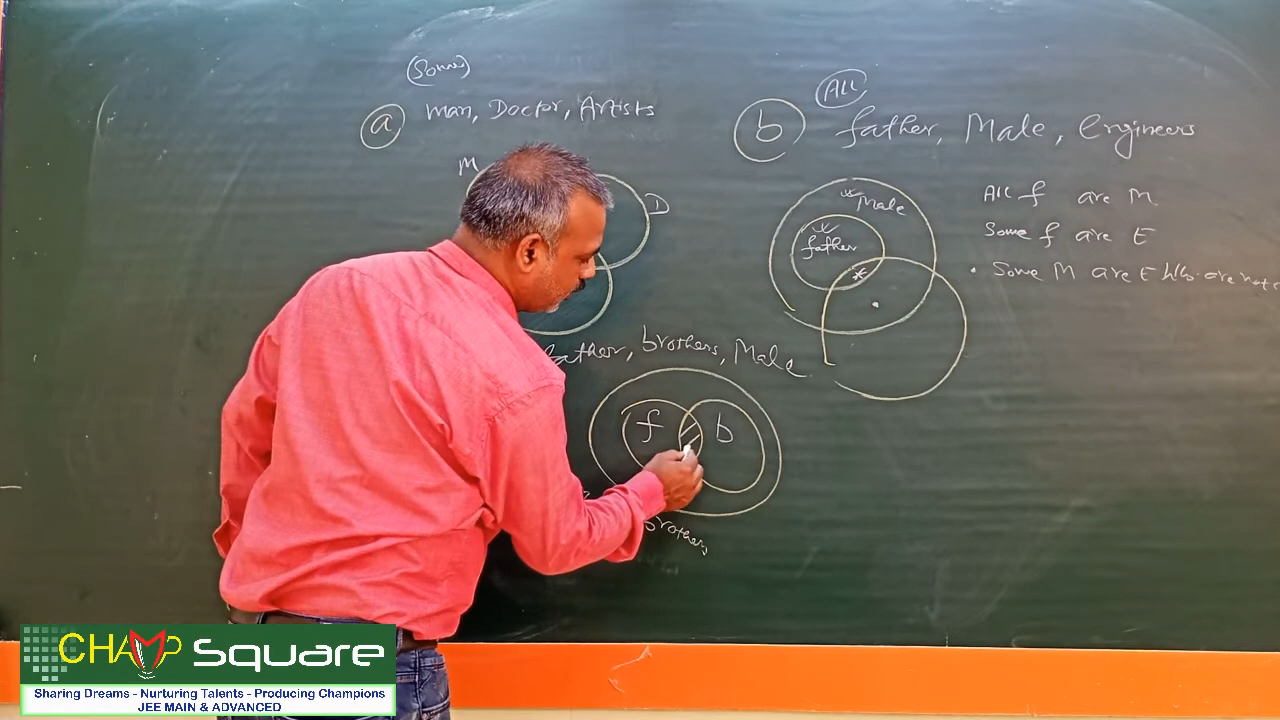 (Some)
a Man, Doctor, Artists
M
D
All
b father, Male, Engineers
Male
father
All f are M
Some f are E
Some M are E are not
father, brothers, Male
f b
brothers
CHAMP Square
Sharing Dreams - Nurturing Talents - Producing Champions
JEE MAIN & ADVANCED